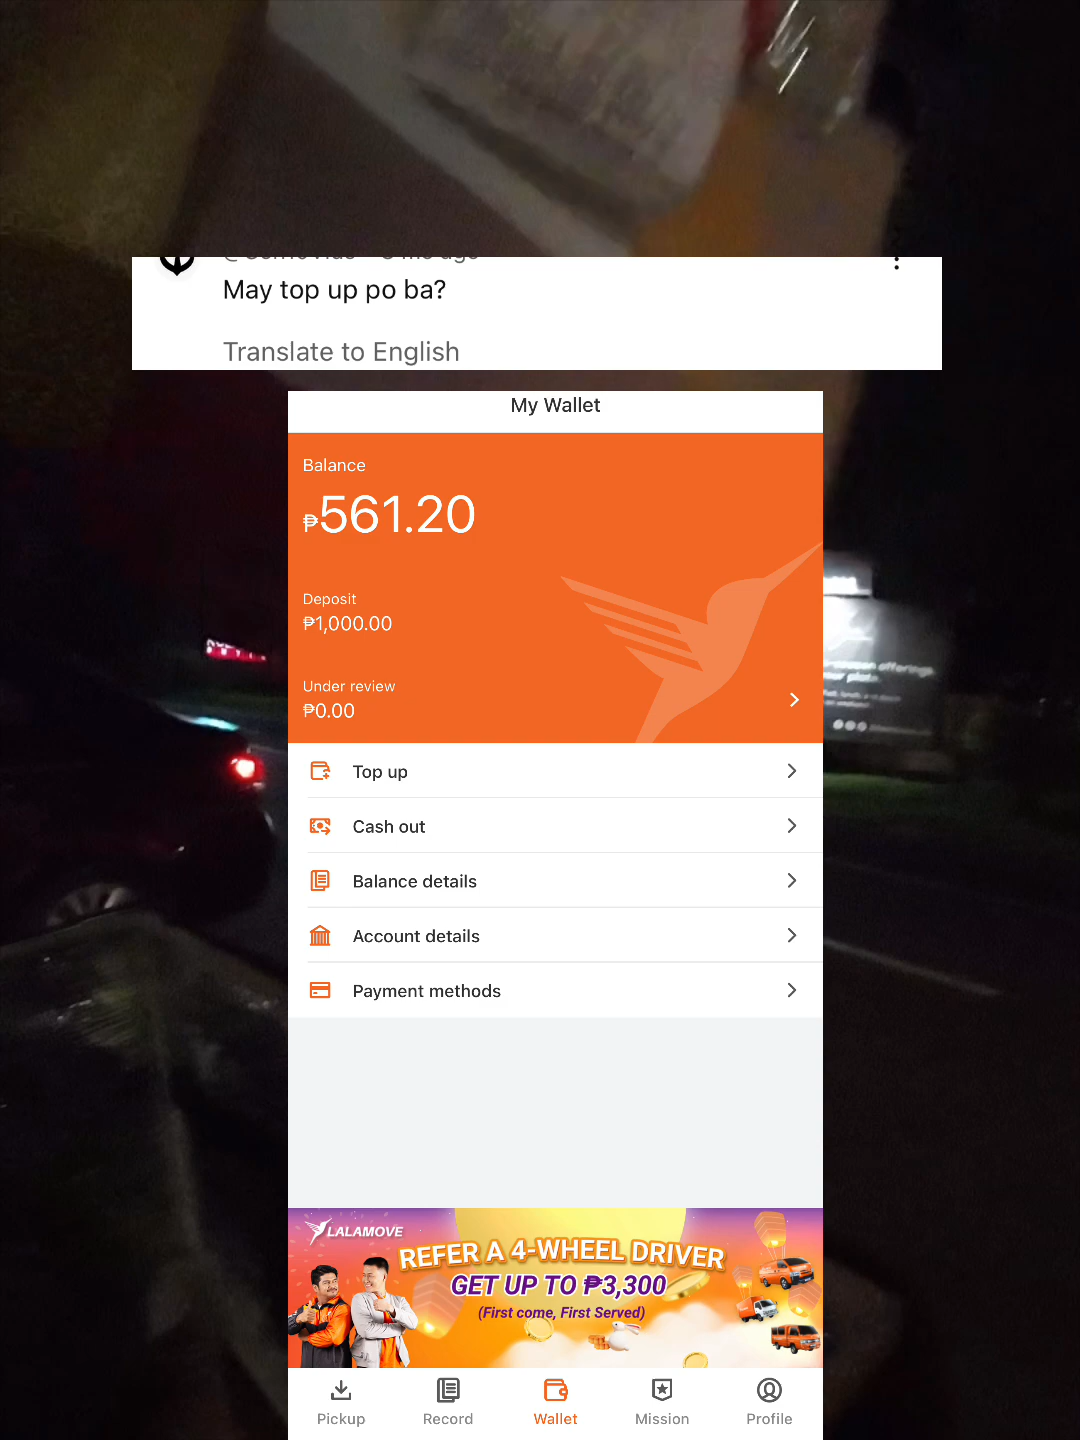 May top up po ba?
Translate to English
My Wallet
Balance
₱561.20
Deposit
₱1,000.00
Under review
₱0.00
Top up
Cash out
Balance details
Account details
Payment methods
LALAMOVE
REFER A 4-WHEEL DRIVER
GET UP TO ₱3,300
(First come, First Served)
Pickup
Record
Wallet
Mission
Profile